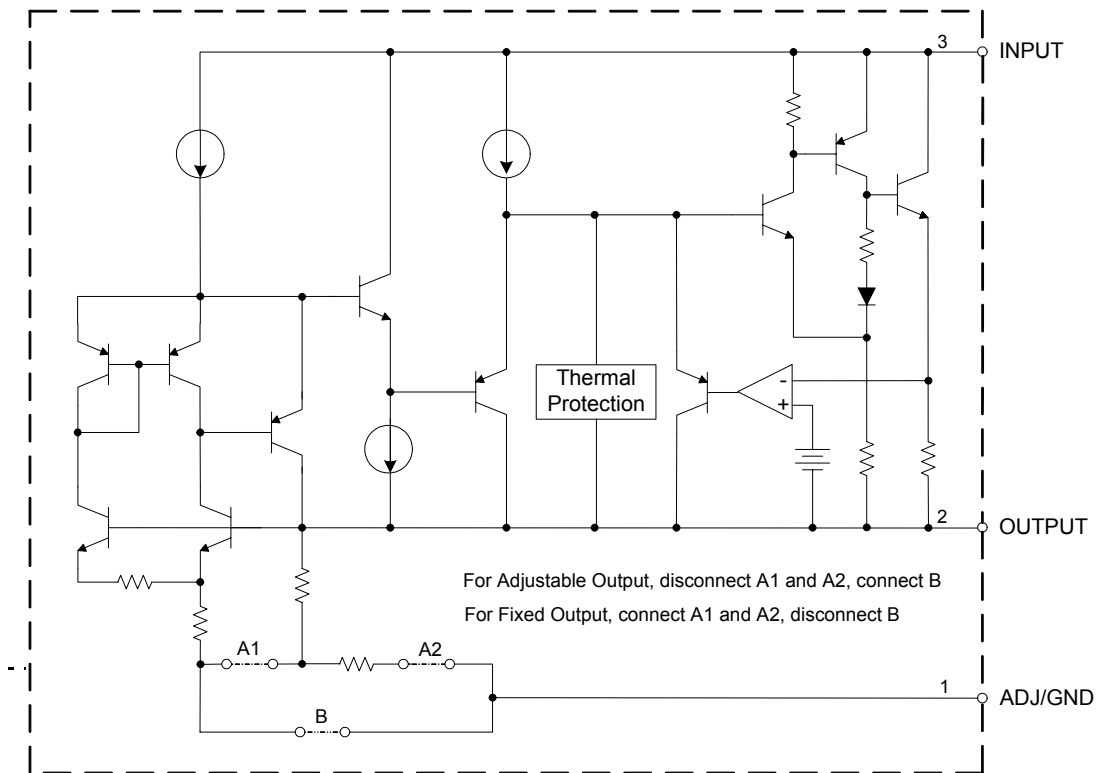 3
INPUT
Thermal
Protection
-
+
2
OUTPUT
For Adjustable Output, disconnect A1 and A2, connect B
For Fixed Output, connect A1 and A2, disconnect B
A1
A2
1
ADJ/GND
B